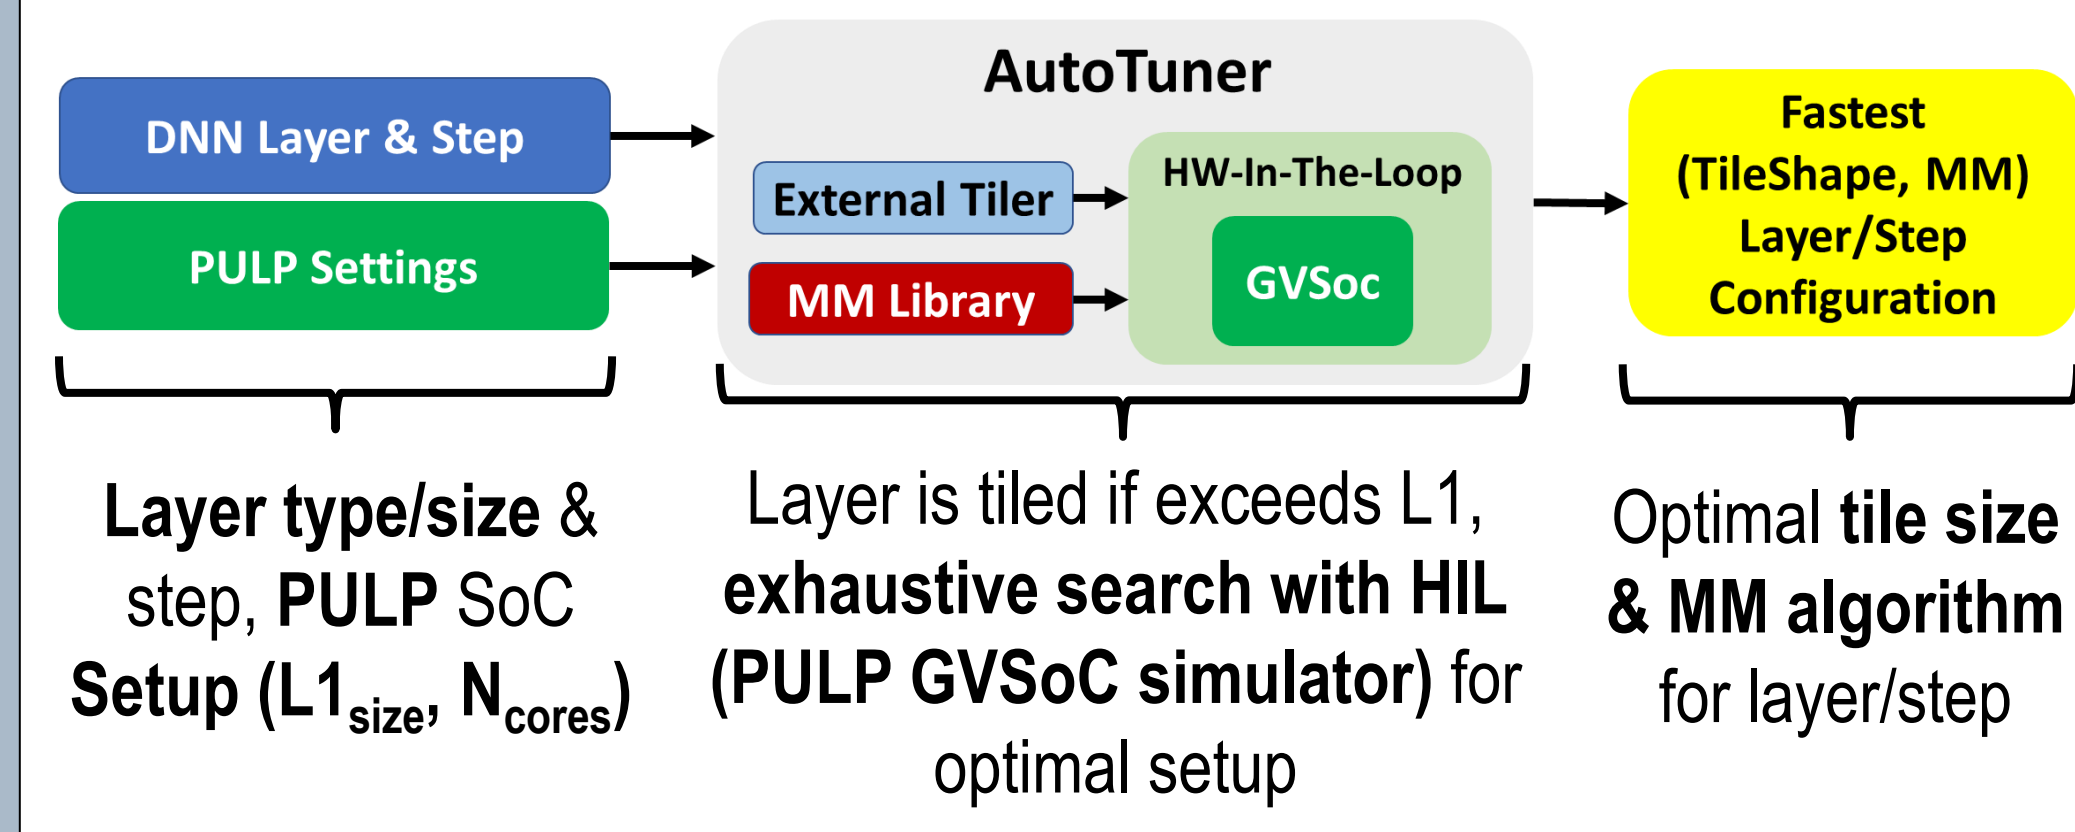 DNN Layer & Step
PULP Settings
AutoTuner
External Tiler
MM Library
HW-In-The-Loop
GVSoc
Fastest
(TileShape, MM)
Layer/Step
Configuration
Layer type/size &
step, PULP SoC
Setup (L1size, Ncores)
Layer is tiled if exceeds L1,
exhaustive search with HIL
(PULP GVSoC simulator) for
optimal setup
Optimal tile size
& MM algorithm
for layer/step